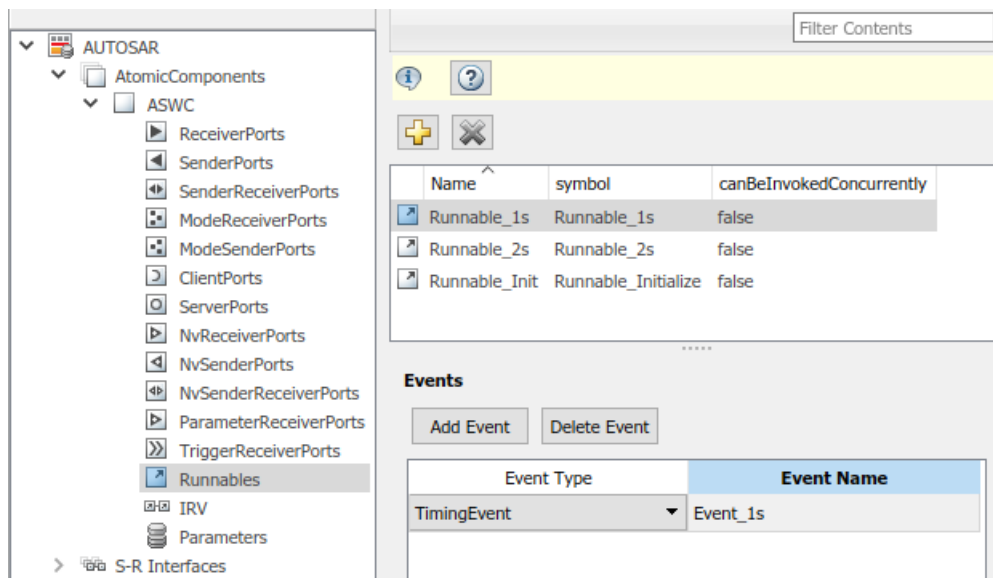 AUTOSAR
AtomicComponents
ASWC
ReceiverPorts
SenderPorts
SenderReceiverPorts
ModeReceiverPorts
ModeSenderPorts
ClientPorts
ServerPorts
NvReceiverPorts
NvSenderPorts
NvSenderReceiverPorts
ParameterReceiverPorts
TriggerReceiverPorts
Runnables
IRV
Parameters
S-R Interfaces
Filter Contents
Name symbol canBeInvokedConcurrently
Runnable_1s Runnable_1s false
Runnable_2s Runnable_2s false
Runnable_Init Runnable_Initialize false
Events
Add Event Delete Event
Event Type Event Name
TimingEvent Event_1s